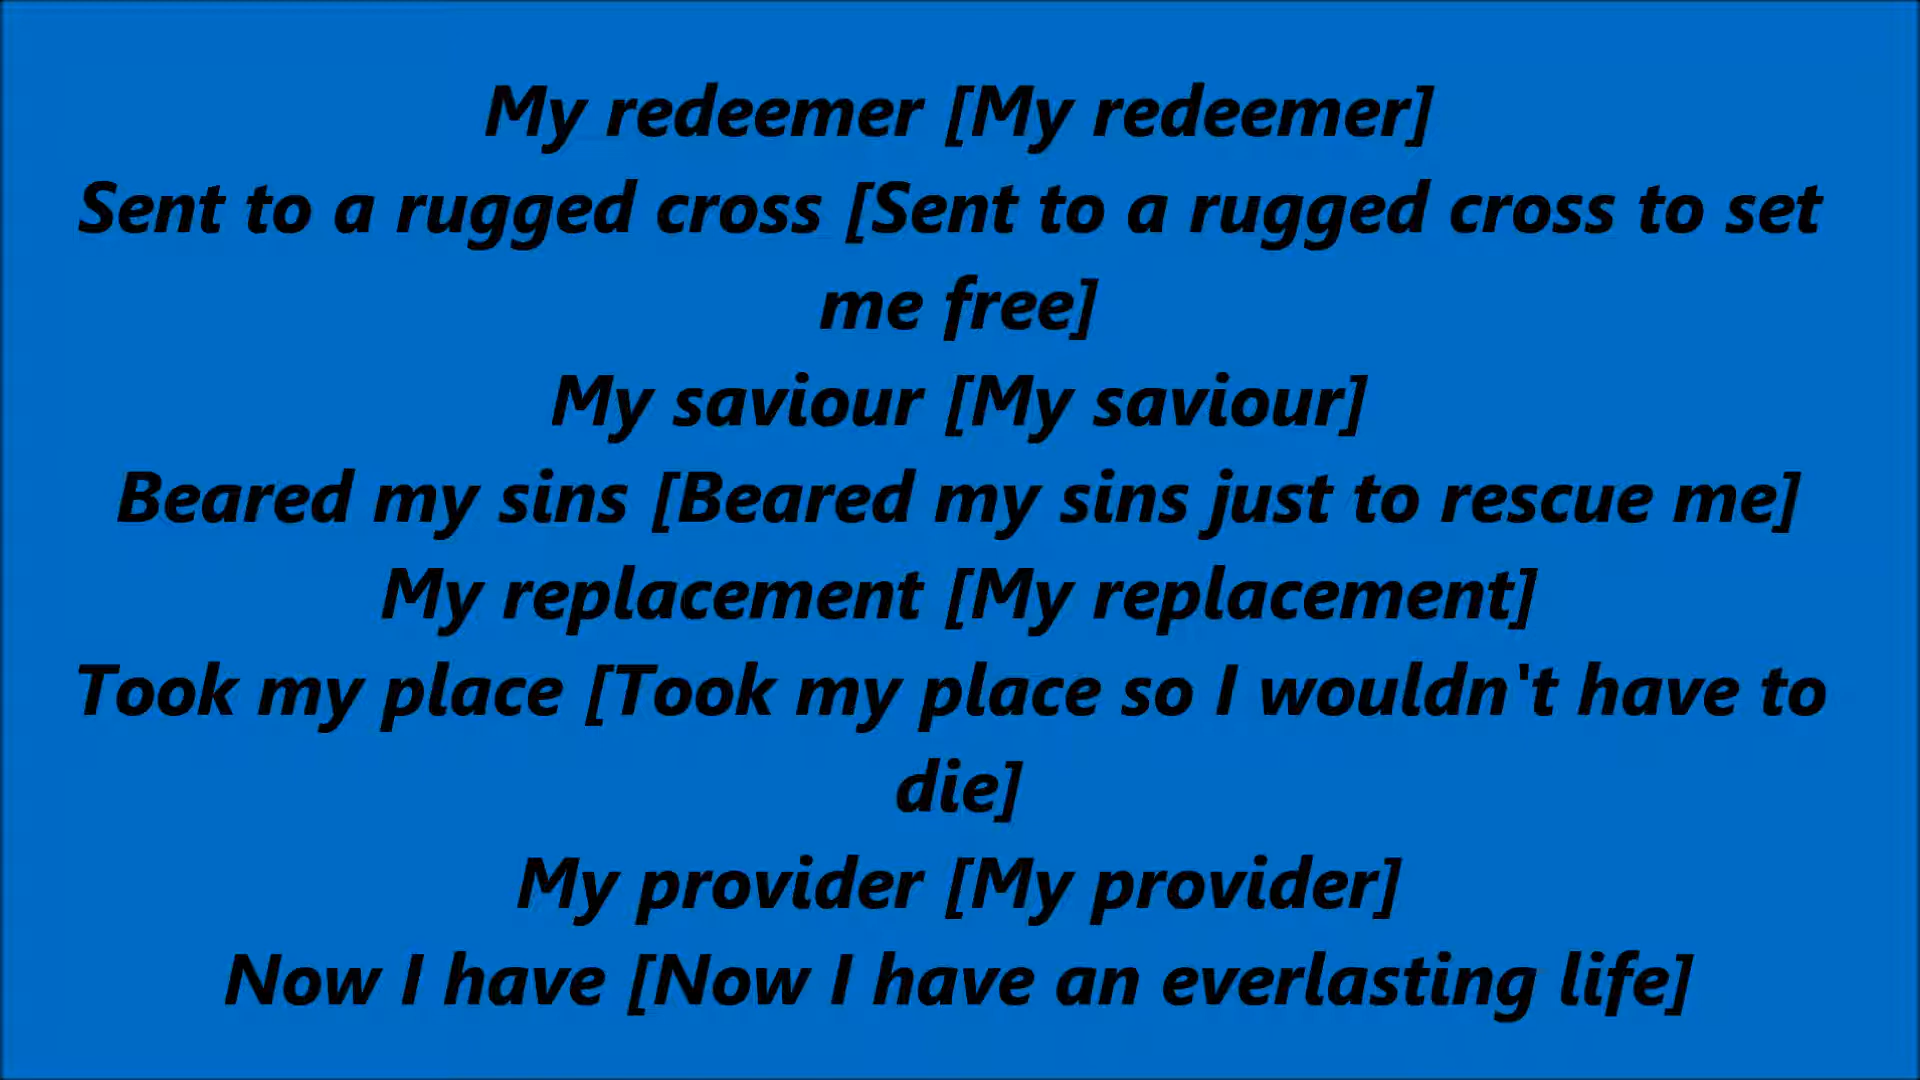 My redeemer [My redeemer]
Sent to a rugged cross [Sent to a rugged cross to set
me free]
My saviour [My saviour]
Beared my sins [Beared my sins just to rescue me]
My replacement [My replacement]
Took my place [Took my place so I wouldn't have to
die]
My provider [My provider]
Now I have [Now I have an everlasting life]